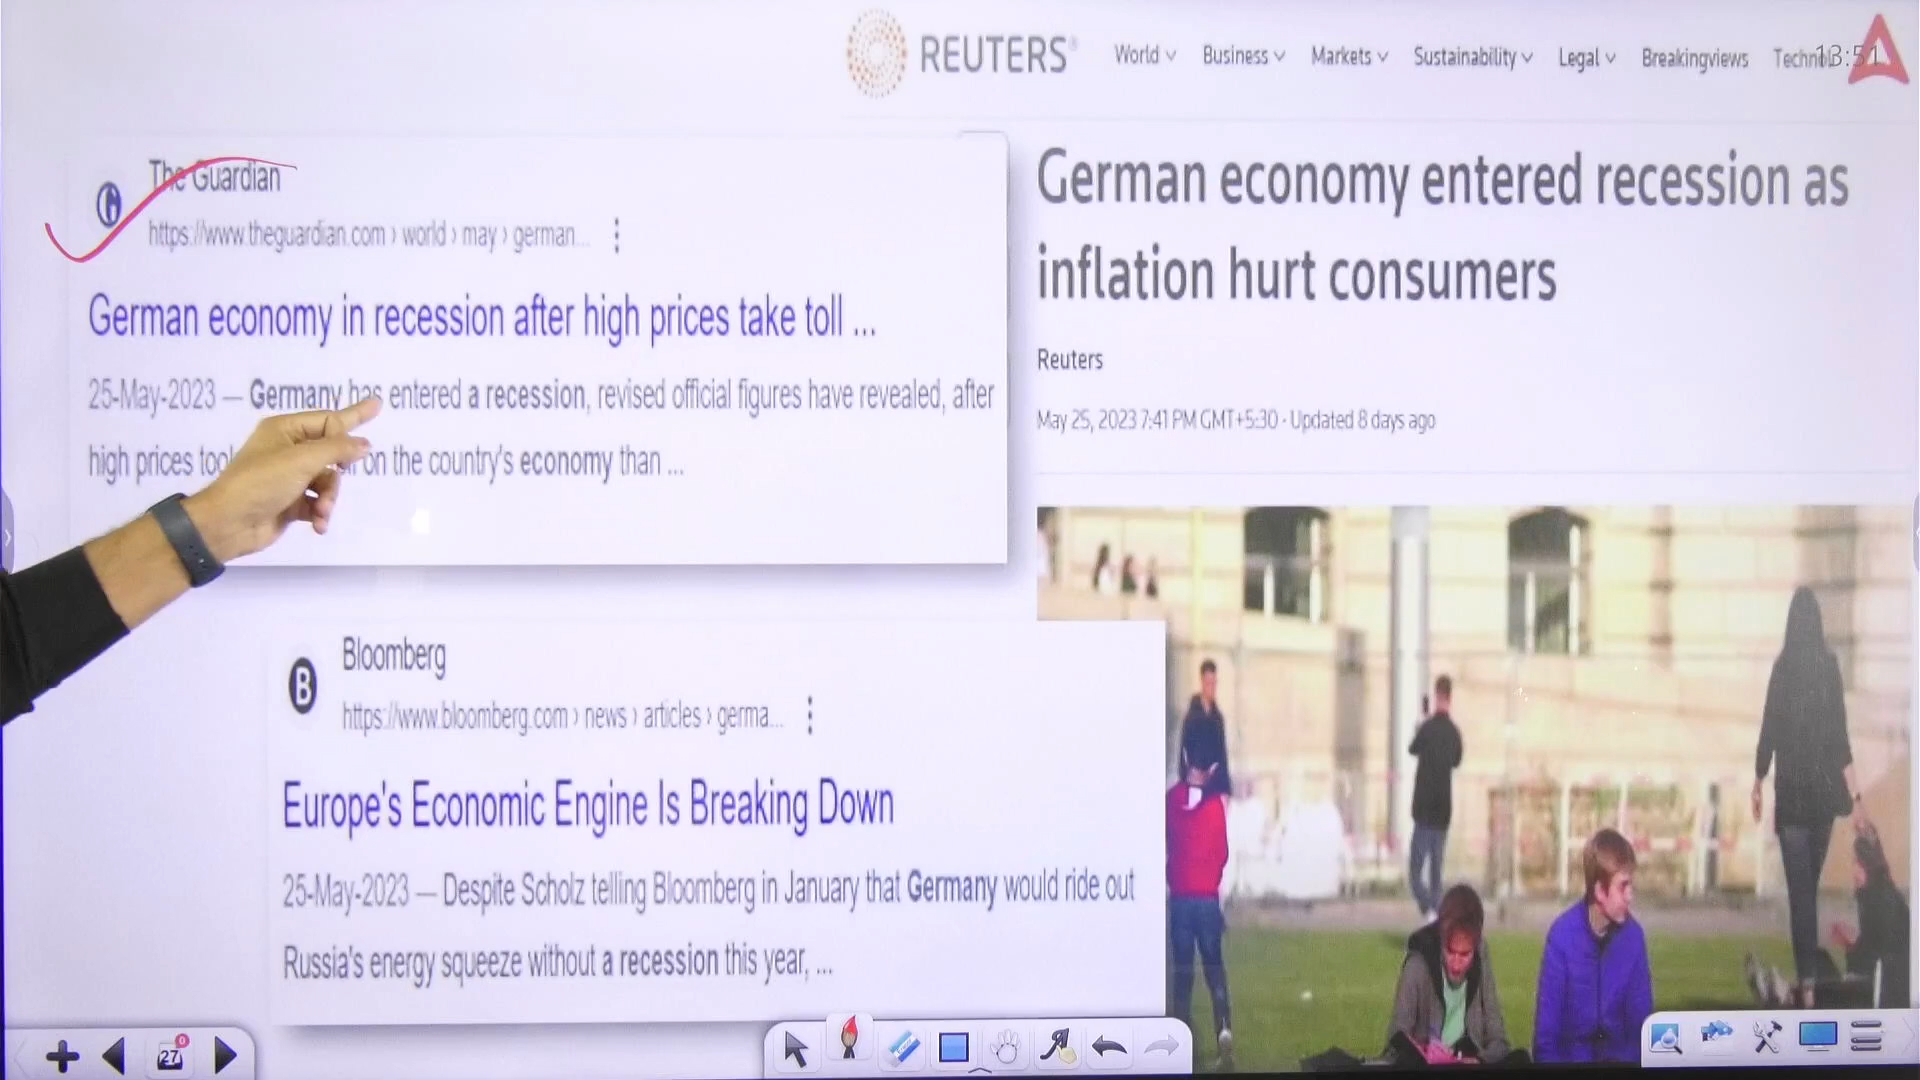 REUTERS®
World Business Markets Sustainability Legal Breakingviews
13:51
The Guardian
https://www.theguardian.com › world › may › german...
German economy in recession after high prices take toll ...
25-May-2023 — Germany has entered a recession, revised official figures have revealed, after
high prices on the country's economy than ...
German economy entered recession as
inflation hurt consumers
Reuters
May 25, 2023 7:41 PM GMT+5:30 · Updated 8 days ago
B
Bloomberg
https://www.bloomberg.com › news › articles › germa...
Europe's Economic Engine Is Breaking Down
25-May-2023 — Despite Scholz telling Bloomberg in January that Germany would ride out
Russia's energy squeeze without a recession this year, ...
27
0